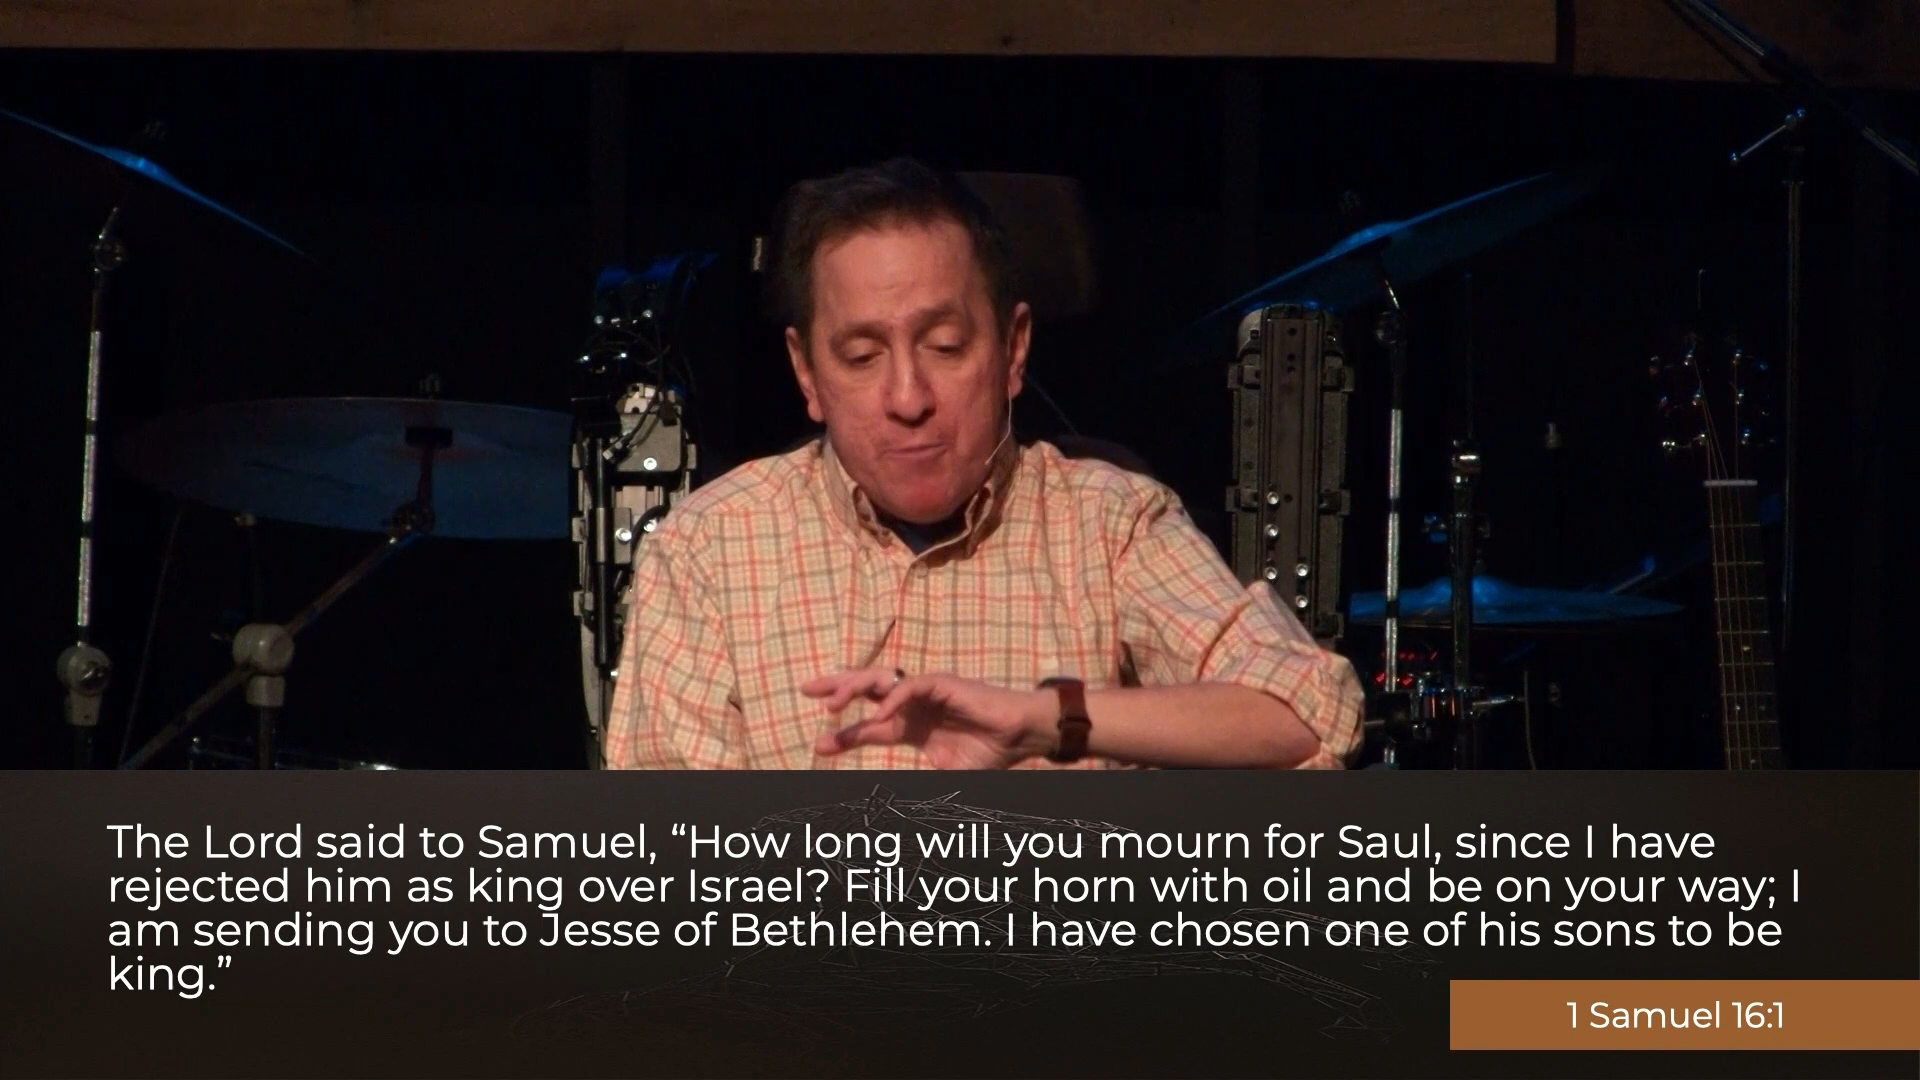 The Lord said to Samuel, “How long will you mourn for Saul, since I have
rejected him as king over Israel? Fill your horn with oil and be on your way; I
am sending you to Jesse of Bethlehem. I have chosen one of his sons to be
king.”
1 Samuel 16:1